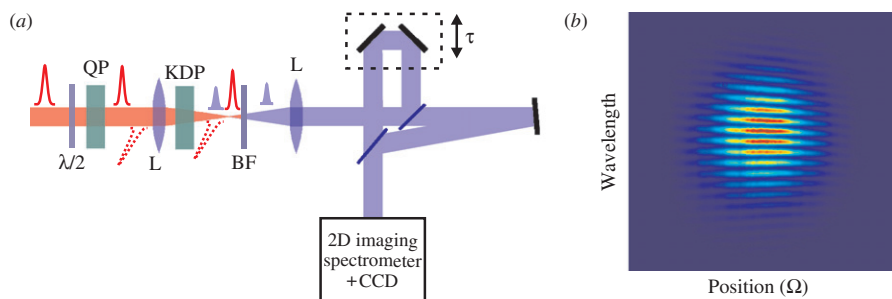 (a)
QP
KDP
L
λ/2
L
BF
τ
2D imaging
spectrometer
+CCD
(b)
Wavelength
Position (Ω)